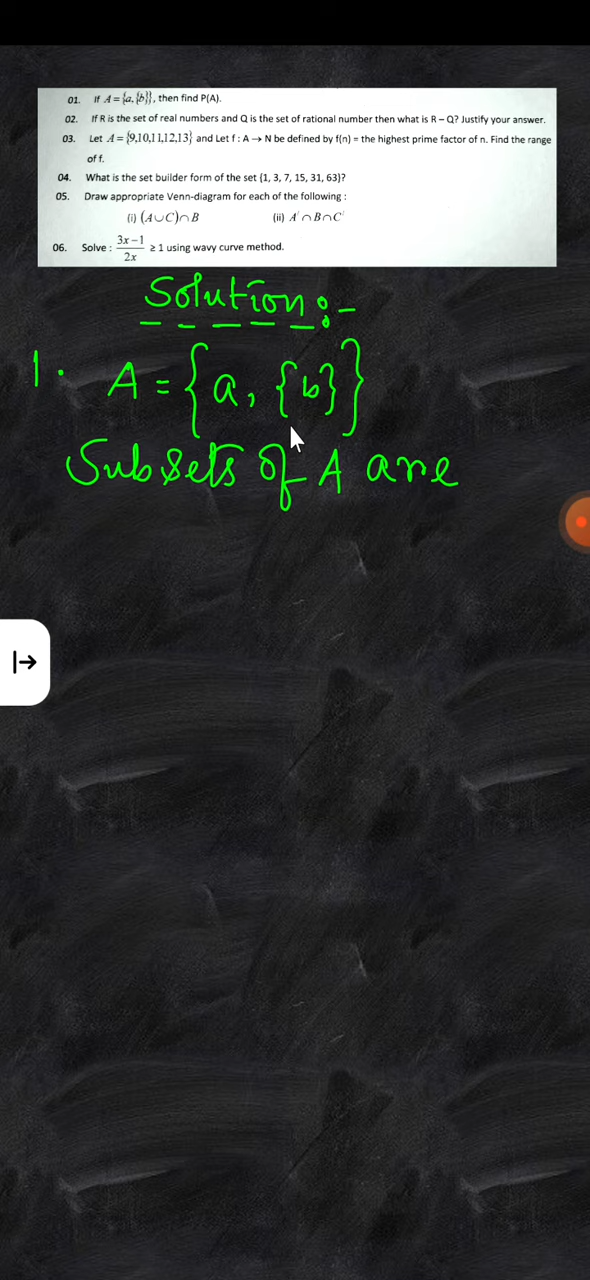 01. If A = {a, {b}}, then find P(A).
02. If R is the set of real numbers and Q is the set of rational number then what is R – Q? Justify your answer.
03. Let A = {9,10,11,12,13} and Let f : A → N be defined by f(n) = the highest prime factor of n. Find the range
of f.
04. What is the set builder form of the set {1, 3, 7, 15, 31, 63}?
05. Draw appropriate Venn-diagram for each of the following :
(i) (A∪C)∩B (ii) A'∩B∩C'
06. Solve : (3x−1)/(2x) ≥ 1 using wavy curve method.
Solution :-
1. A = {a, {b}}
Subsets of A are